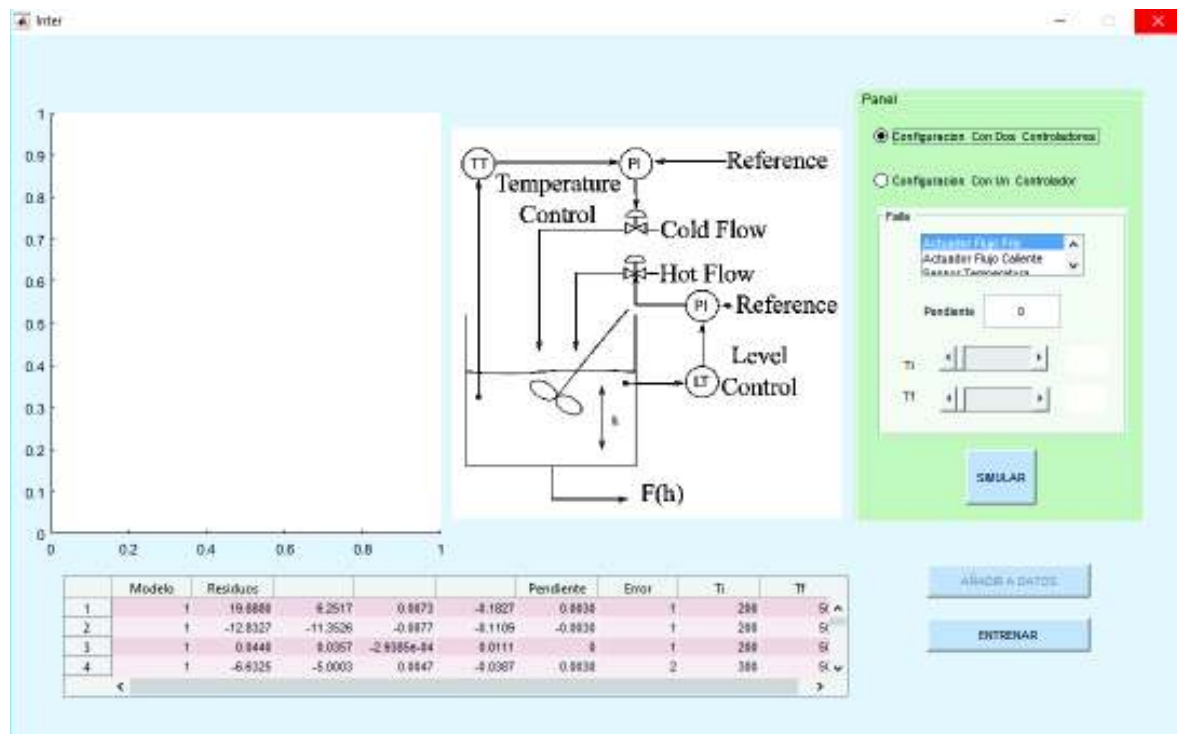 Inter
1
0.9
0.8
0.7
0.6
0.5
0.4
0.3
0.2
0.1
0
0 0.2 0.4 0.6 0.8 1
TT
PI
Reference
Temperature
Control
Cold Flow
Hot Flow
PI
Reference
Level
Control
LT
h
F(h)
Panel
Configuracion Con Dos Controladores
Configuracion Con Un Controlador
Falla
Actuador Flujo Frio
Actuador Flujo Caliente
Sensor Temperatura
Pendiente 0
Ti
Tf
SIMULAR
AÑADIR A DATOS
ENTRENAR
Modelo Residuos Pendiente Error Ti Tf
1 1 6.2517 0.0073 -0.1827 0.0030 1 200
2 1 -12.8327 -11.3526 -0.0077 -0.1109 -0.0030 1 200
3 1 0.0440 0.0357 0.0111 0 1 200
4 1 -6.6325 -5.0003 0.0047 -0.0387 0.0030 2 300